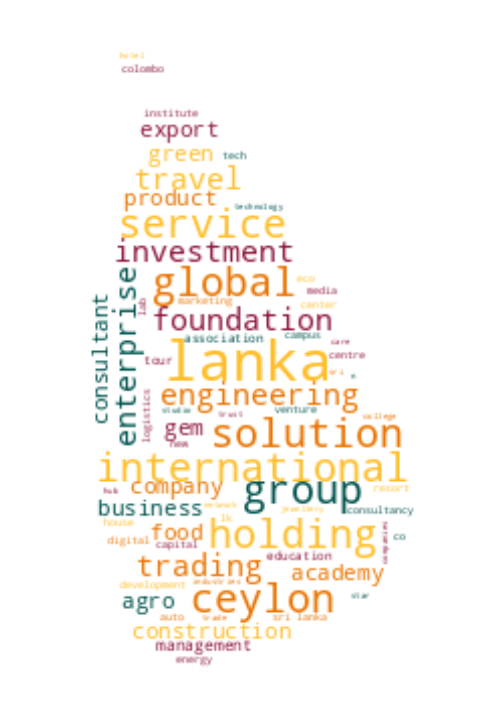 hotel
colombo
institute
export
green tech
travel
product technology
service
investment
global eco
enterprise
consultant
lab marketing media
center
foundation
association campus care
tour lanka centre
sri
engineering
logistics studio trust venture college
gem solution
new
international
hub company group resort
business network jewellery consultancy
house lk
food holding co
digital capital companies
education
trading academy
development industries
agro ceylon star
auto trade sri lanka
construction
management
energy